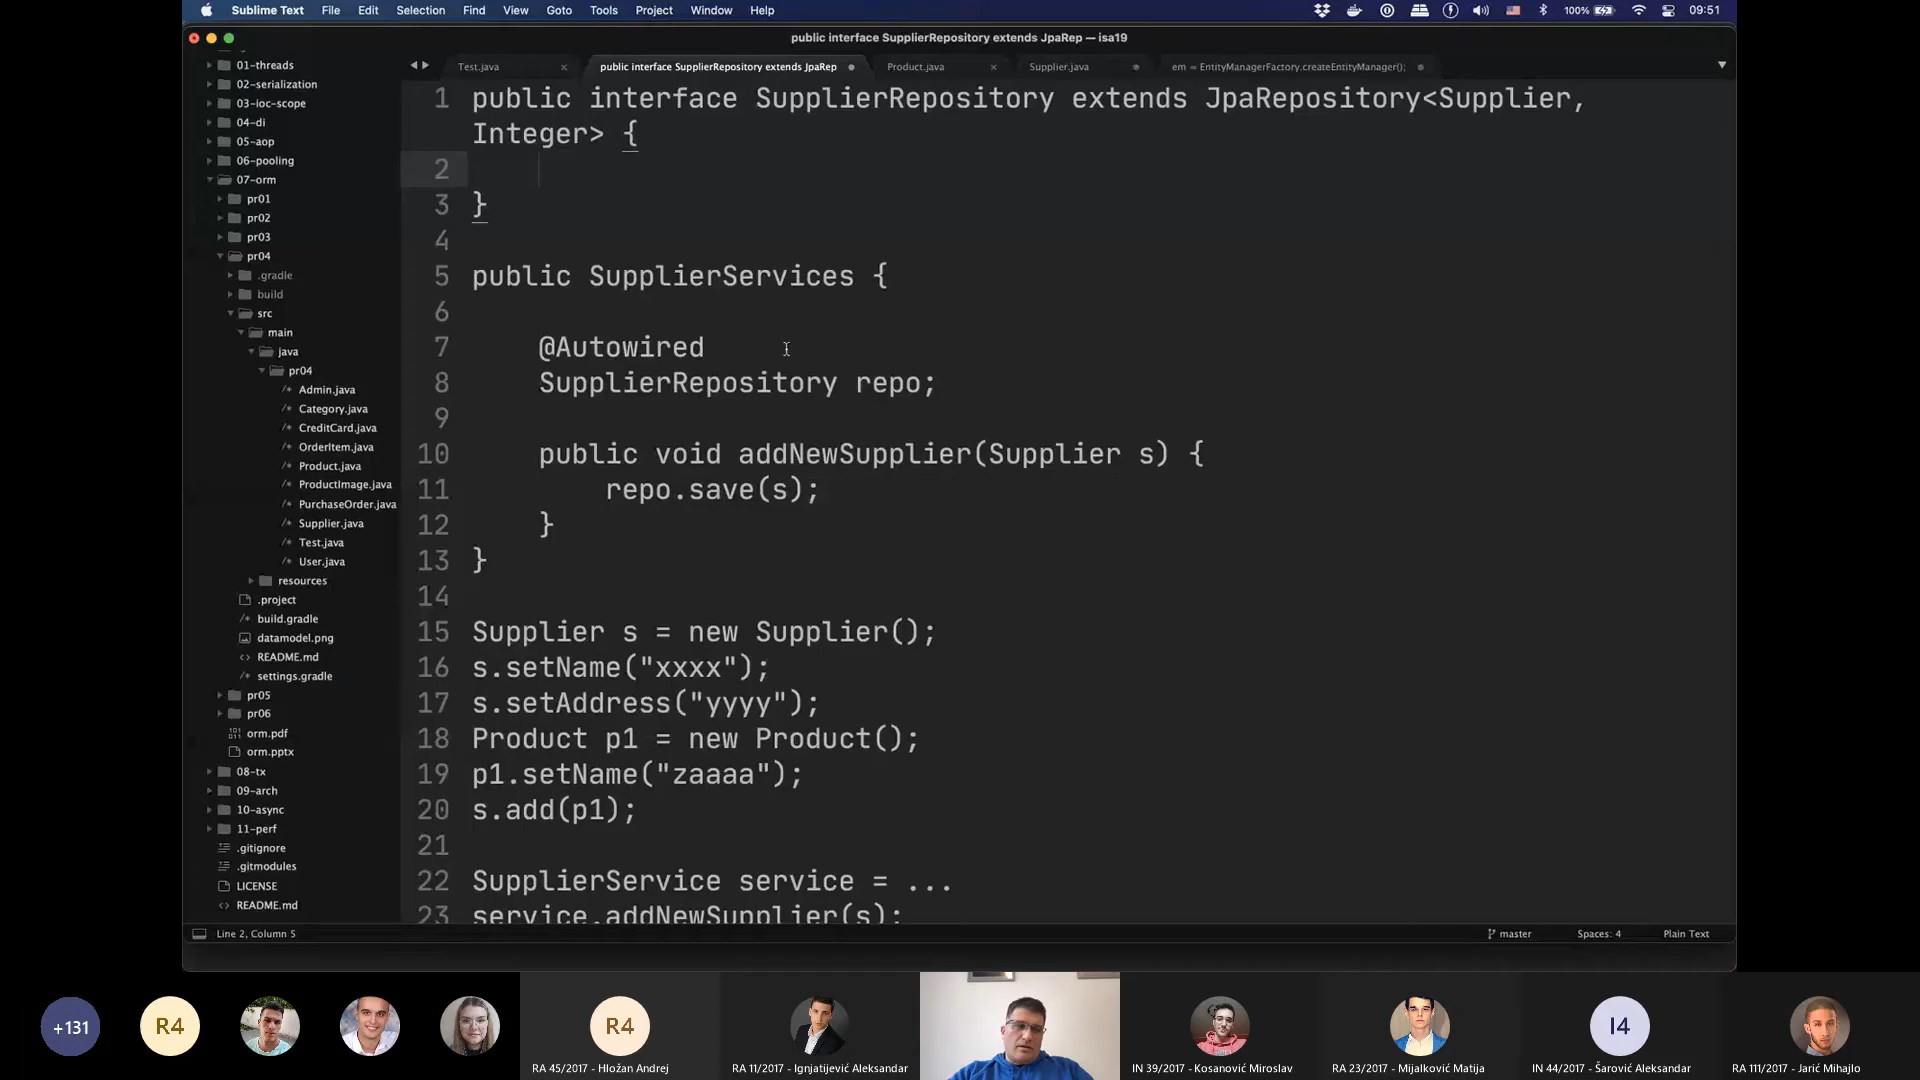 Sublime Text File Edit Selection Find View Goto Tools Project Window Help 100% 09:51
public interface SupplierRepository extends JpaRep — isa19
01-threads
02-serialization
03-ioc-scope
04-di
05-aop
06-pooling
07-orm
pr01
pr02
pr03
pr04
.gradle
build
src
main
java
pr04
Admin.java
Category.java
CreditCard.java
OrderItem.java
Product.java
ProductImage.java
PurchaseOrder.java
Supplier.java
Test.java
User.java
resources
.project
build.gradle
datamodel.png
README.md
settings.gradle
pr05
pr06
orm.pdf
orm.pptx
08-tx
09-arch
10-async
11-perf
.gitignore
.gitmodules
LICENSE
README.md
Test.java public interface SupplierRepository extends JpaRep Product.java Supplier.java em = EntityManagerFactory.createEntityManager();
1 public interface SupplierRepository extends JpaRepository<Supplier,
Integer> {
2
3 }
4
5 public SupplierServices {
6
7 @Autowired
8 SupplierRepository repo;
9
10 public void addNewSupplier(Supplier s) {
11 repo.save(s);
12 }
13 }
14
15 Supplier s = new Supplier();
16 s.setName("xxxx");
17 s.setAddress("yyyy");
18 Product p1 = new Product();
19 p1.setName("zaaaa");
20 s.add(p1);
21
22 SupplierService service = ...
23 service.addNewSupplier(s);
Line 2, Column 5 master Spaces: 4 Plain Text
+131 R4 R4 I4
RA 45/2017 - Hložan Andrej RA 11/2017 - Ignjatijević Aleksandar IN 39/2017 - Kosanović Miroslav RA 23/2017 - Mijalković Matija IN 44/2017 - Šarović Aleksandar RA 111/2017 - Jarić Mihajlo